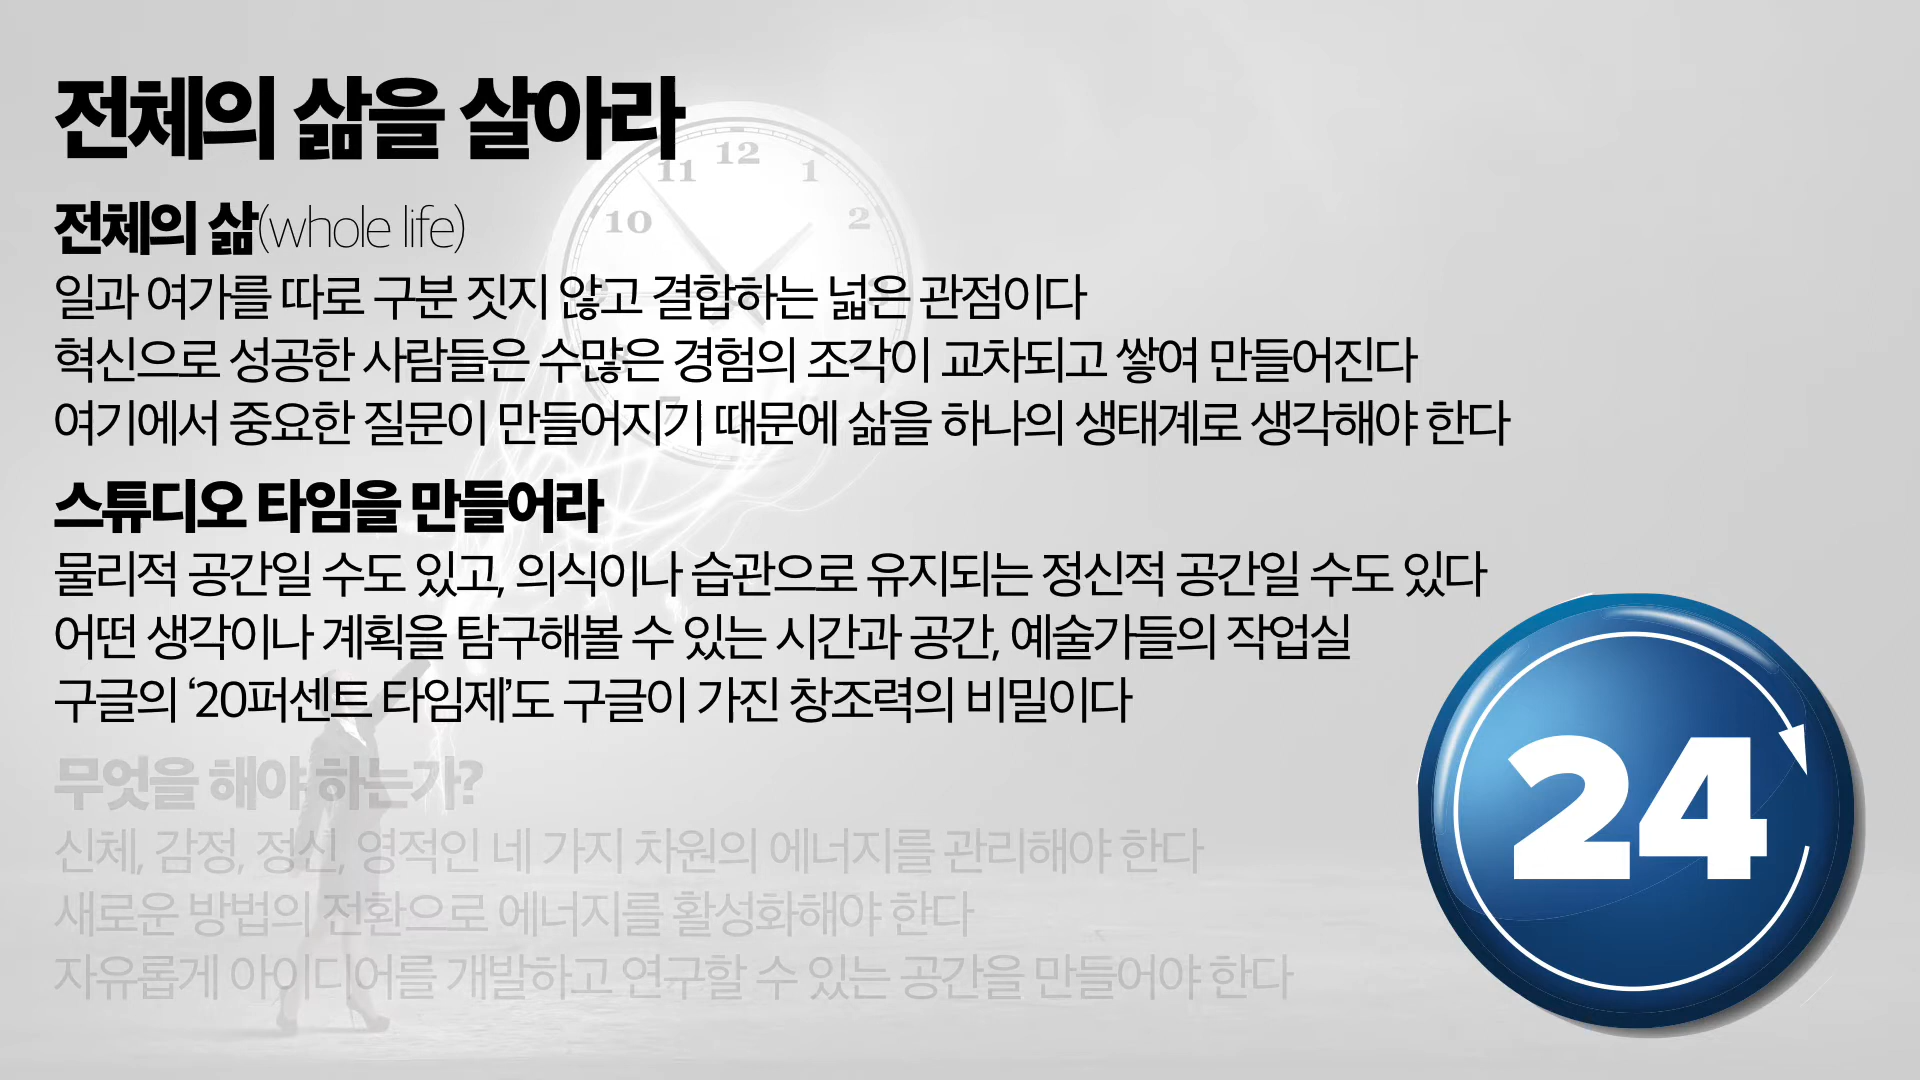 전체의 삶을 살아라
12
11
1
10
2
전체의 삶(whole life)
일과 여가를 따로 구분 짓지 않고 결합하는 넓은 관점이다
혁신으로 성공한 사람들은 수많은 경험의 조각이 교차되고 쌓여 만들어진다
여기에서 중요한 질문이 만들어지기 때문에 삶을 하나의 생태계로 생각해야 한다
7
스튜디오 타임을 만들어라
물리적 공간일 수도 있고, 의식이나 습관으로 유지되는 정신적 공간일 수도 있다
어떤 생각이나 계획을 탐구해볼 수 있는 시간과 공간, 예술가들의 작업실
구글의 ‘20퍼센트 타임제’도 구글이 가진 창조력의 비밀이다
무엇을 해야 하는가?
신체, 감정, 정신, 영적인 네 가지 차원의 에너지를 관리해야 한다
새로운 방법의 전환으로 에너지를 활성화해야 한다
자유롭게 아이디어를 개발하고 연구할 수 있는 공간을 만들어야 한다
24